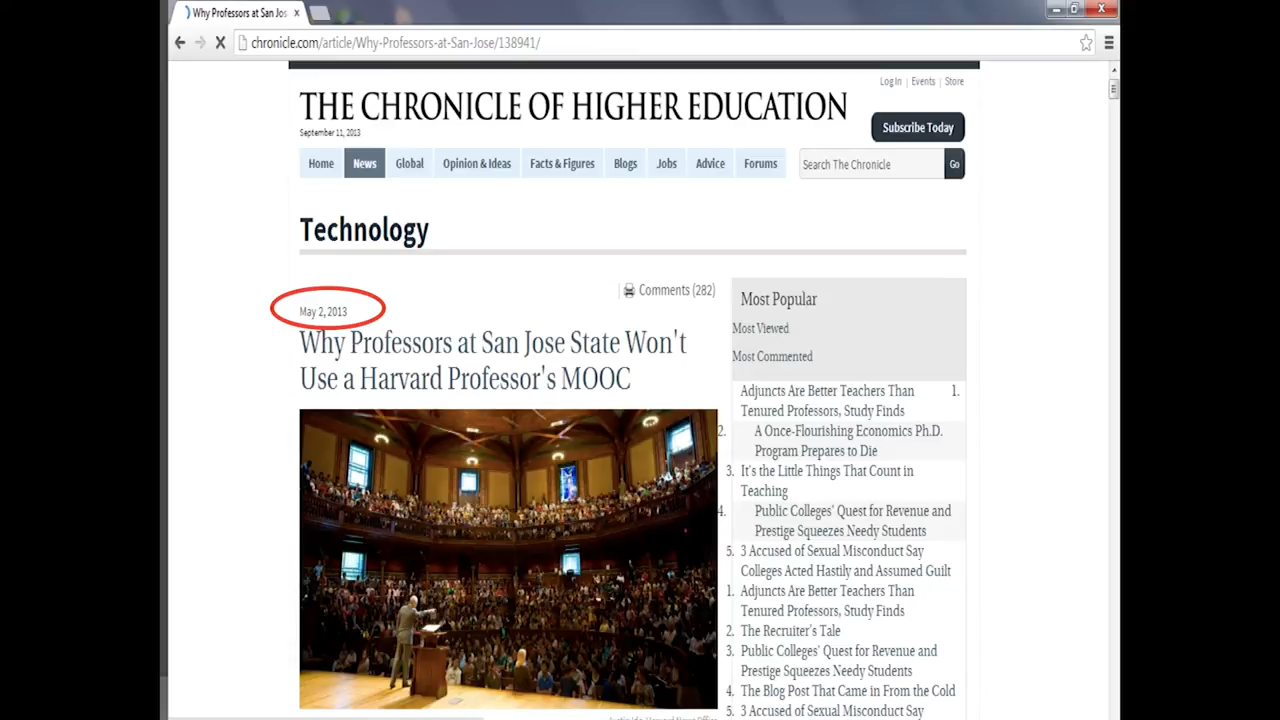 Why Professors at San Jos
chronicle.com/article/Why-Professors-at-San-Jose/138941/
Log In | Events | Store
THE CHRONICLE OF HIGHER EDUCATION
September 11, 2013
Subscribe Today
Home News Global Opinion & Ideas Facts & Figures Blogs Jobs Advice Forums
Search The Chronicle Go
Technology
Comments (282)
May 2, 2013
Why Professors at San Jose State Won't
Use a Harvard Professor's MOOC
Most Popular
Most Viewed
Most Commented
Adjuncts Are Better Teachers Than 1.
Tenured Professors, Study Finds
2. A Once-Flourishing Economics Ph.D.
Program Prepares to Die
3. It's the Little Things That Count in
Teaching
4. Public Colleges' Quest for Revenue and
Prestige Squeezes Needy Students
5. 3 Accused of Sexual Misconduct Say
Colleges Acted Hastily and Assumed Guilt
1. Adjuncts Are Better Teachers Than
Tenured Professors, Study Finds
2. The Recruiter's Tale
3. Public Colleges' Quest for Revenue and
Prestige Squeezes Needy Students
4. The Blog Post That Came in From the Cold
5. 3 Accused of Sexual Misconduct Say